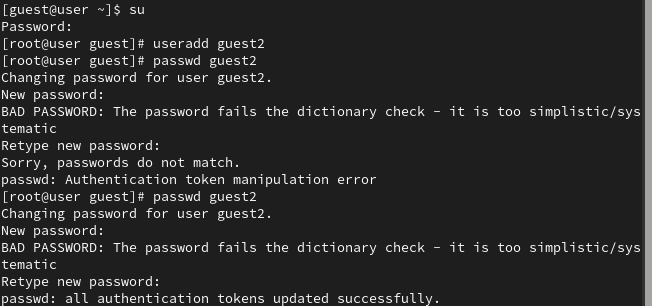 [guest@user ~]$ su
Password:
[root@user guest]# useradd guest2
[root@user guest]# passwd guest2
Changing password for user guest2.
New password:
BAD PASSWORD: The password fails the dictionary check - it is too simplistic/sys
tematic
Retype new password:
Sorry, passwords do not match.
passwd: Authentication token manipulation error
[root@user guest]# passwd guest2
Changing password for user guest2.
New password:
BAD PASSWORD: The password fails the dictionary check - it is too simplistic/sys
tematic
Retype new password:
passwd: all authentication tokens updated successfully.